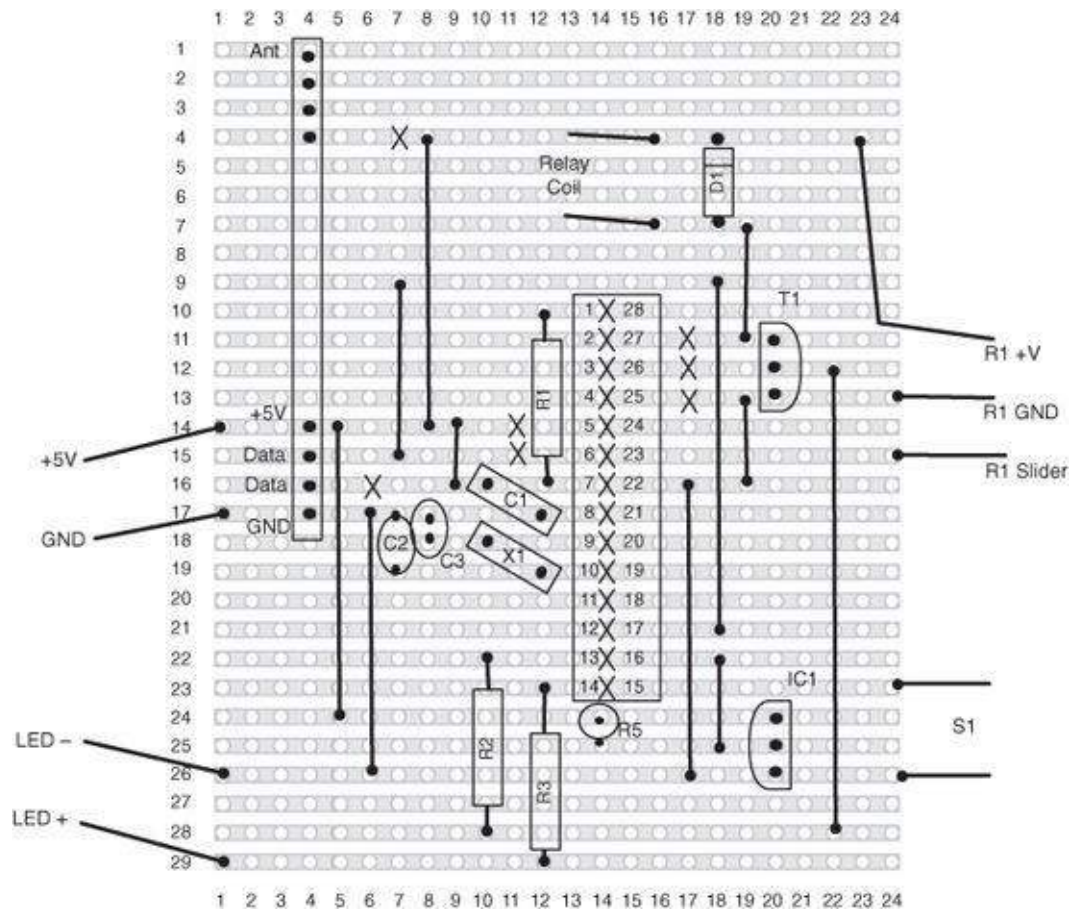 1 2 3 4 5 6 7 8 9 10 11 12 13 14 15 16 17 18 19 20 21 22 23 24
1 Ant
2
3
4 X
5 Relay D1
6 Coil
7
8
9
10 1 X 28 T1
11 2 X 27 X
R1 +V
12 3 X 26 X
13 R1 4 X 25 X
R1 GND
14 +5V X 5 X 24
+5V
15 Data X 6 X 23
R1 Slider
16 Data X 7 X 22
C1
17 GND 8 X 21
GND
18 C2 C3 X1 9 X 20
19 10 X 19
20 11 X 18
21 12 X 17
22 13 X 16
23 14 X 15 IC1
24 R5 S1
LED –
25 R2
26
27 R3
LED +
28
29
1 2 3 4 5 6 7 8 9 10 11 12 13 14 15 16 17 18 19 20 21 22 23 24